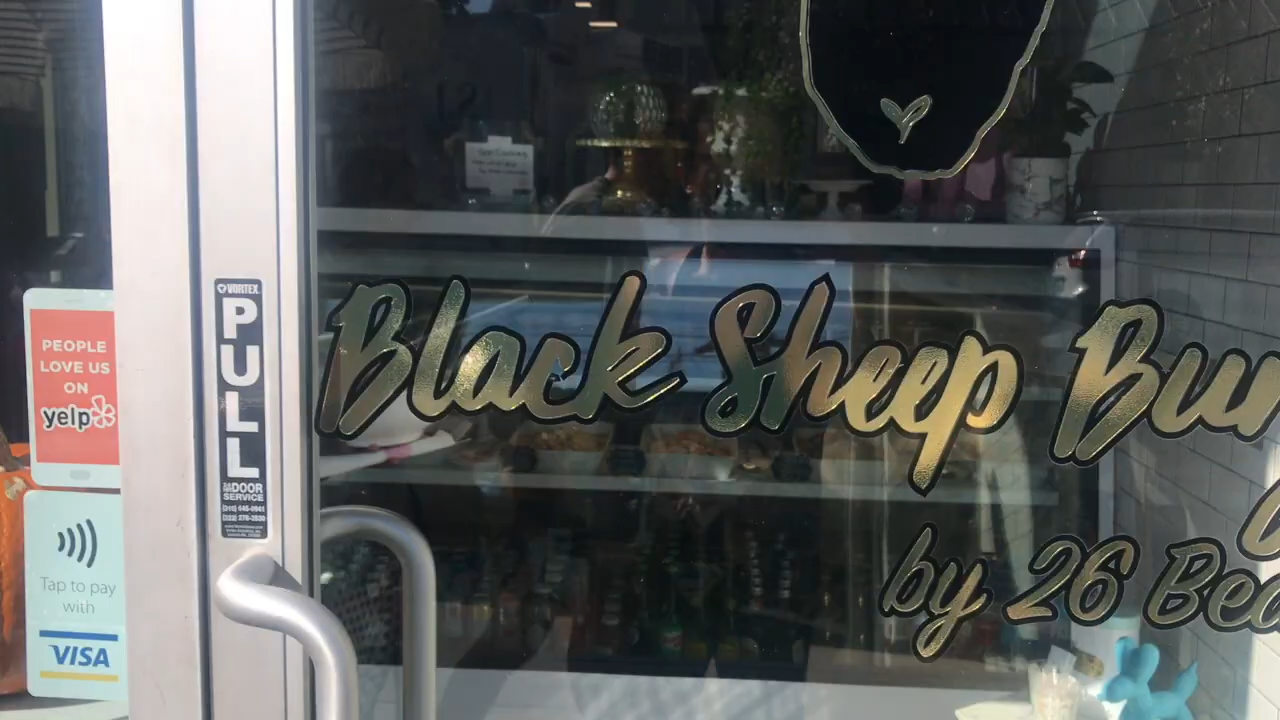 PEOPLE
LOVE US
ON
yelp
Tap to pay
with
VISA
VORTEX
PULL
DOOR
SERVICE
Black Sheep Bur
by 26 Bea